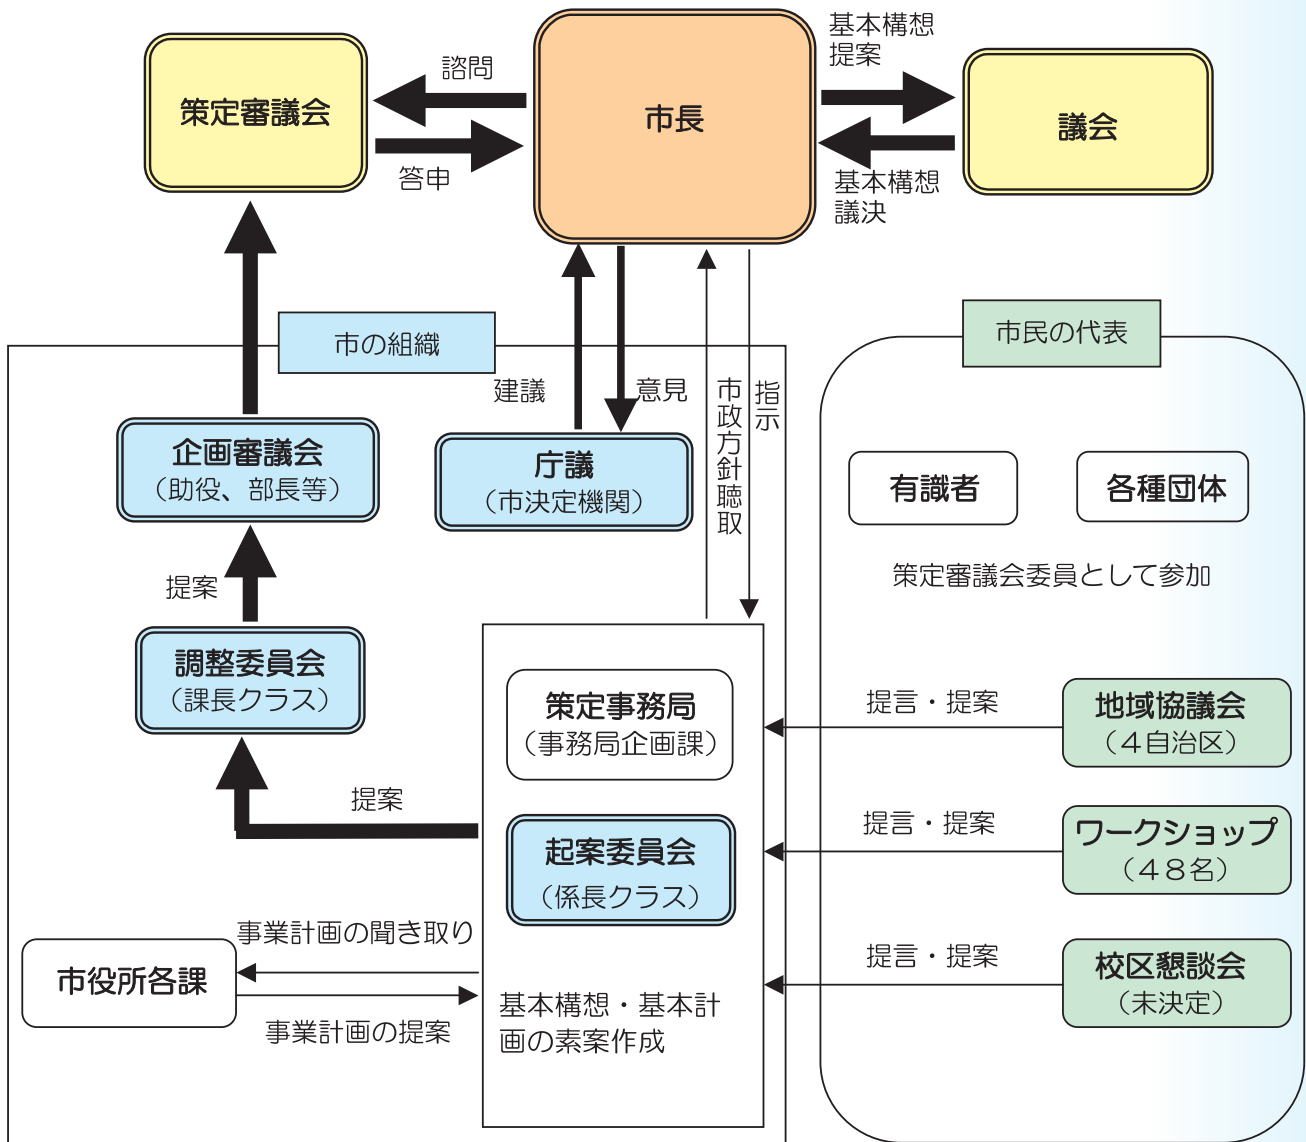 基本構想
提案
諮問
策定審議会
市長
議会
答申
基本構想
議決
市の組織
市民の代表
建議
意見
市政方針聴取
指示
企画審議会
（助役、部長等）
庁議
（市決定機関）
有識者
各種団体
策定審議会委員として参加
提案
調整委員会
（課長クラス）
策定事務局
（事務局企画課）
提言・提案
地域協議会
（４自治区）
提案
起案委員会
（係長クラス）
提言・提案
ワークショップ
（４８名）
事業計画の聞き取り
市役所各課
事業計画の提案
基本構想・基本計
画の素案作成
提言・提案
校区懇談会
（未決定）